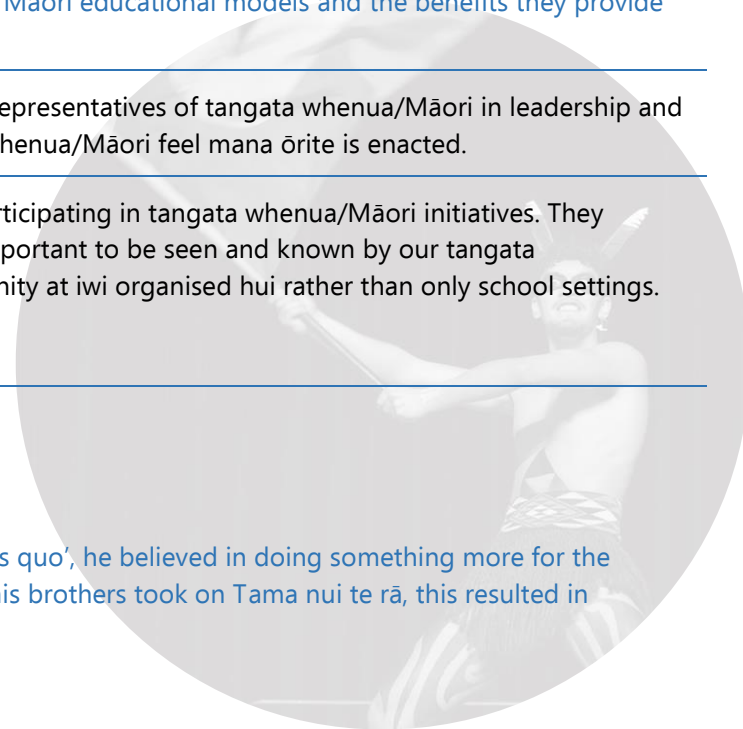 Māori educational models and the benefits they provide
epresentatives of tangata whenua/Māori in leadership and
henua/Māori feel mana ōrite is enacted.
rticipating in tangata whenua/Māori initiatives. They
portant to be seen and known by our tangata
nity at iwi organised hui rather than only school settings.
s quo’, he believed in doing something more for the
his brothers took on Tama nui te rā, this resulted in